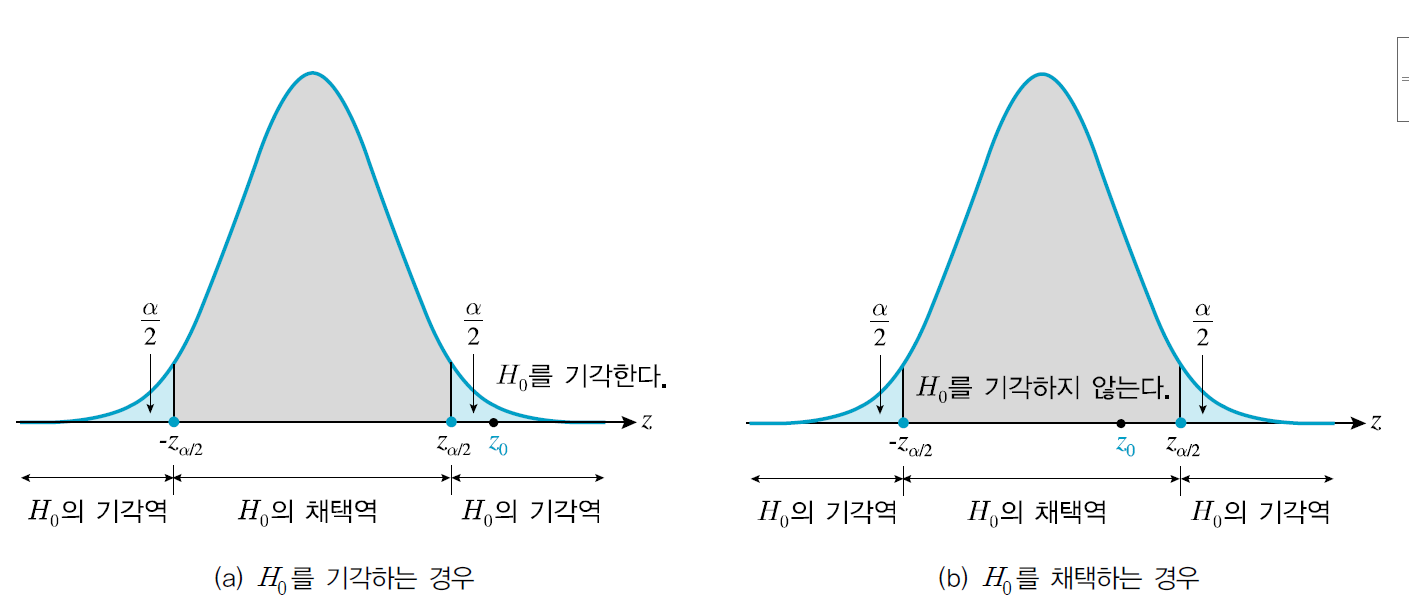 α/2
α/2
H₀를 기각한다.
-z_α/2
z_α/2
z₀
z
H₀의 기각역
H₀의 채택역
H₀의 기각역
(a) H₀를 기각하는 경우
α/2
α/2
H₀를 기각하지 않는다.
-z_α/2
z₀
z_α/2
z
H₀의 기각역
H₀의 채택역
H₀의 기각역
(b) H₀를 채택하는 경우
=